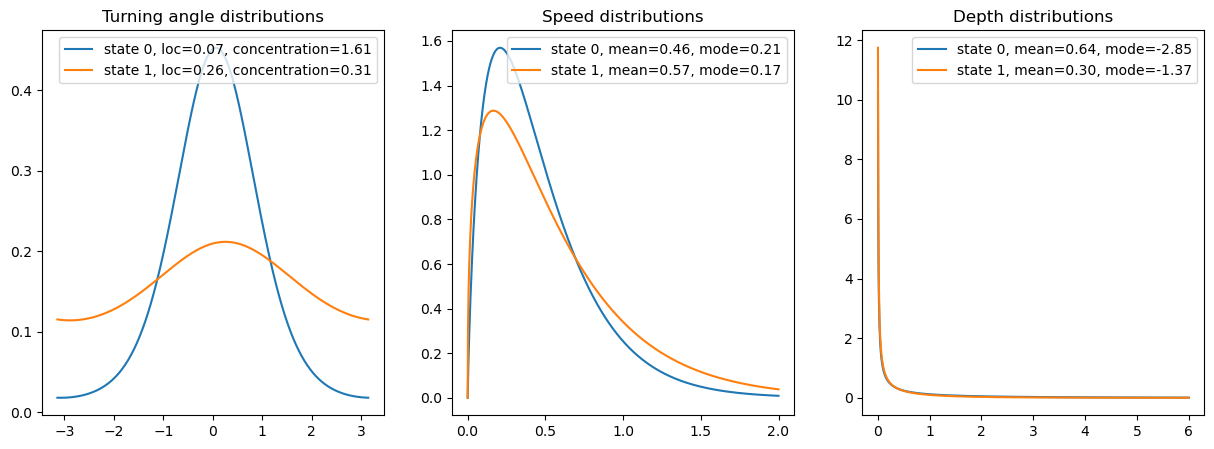 Turning angle distributions
state 0, loc=0.07, concentration=1.61
state 1, loc=0.26, concentration=0.31
0.4
0.3
0.2
0.1
0.0
−3 −2 −1 0 1 2 3
Speed distributions
state 0, mean=0.46, mode=0.21
state 1, mean=0.57, mode=0.17
1.6
1.4
1.2
1.0
0.8
0.6
0.4
0.2
0.0
0.0 0.5 1.0 1.5 2.0
Depth distributions
state 0, mean=0.64, mode=-2.85
state 1, mean=0.30, mode=-1.37
12
10
8
6
4
2
0
0 1 2 3 4 5 6